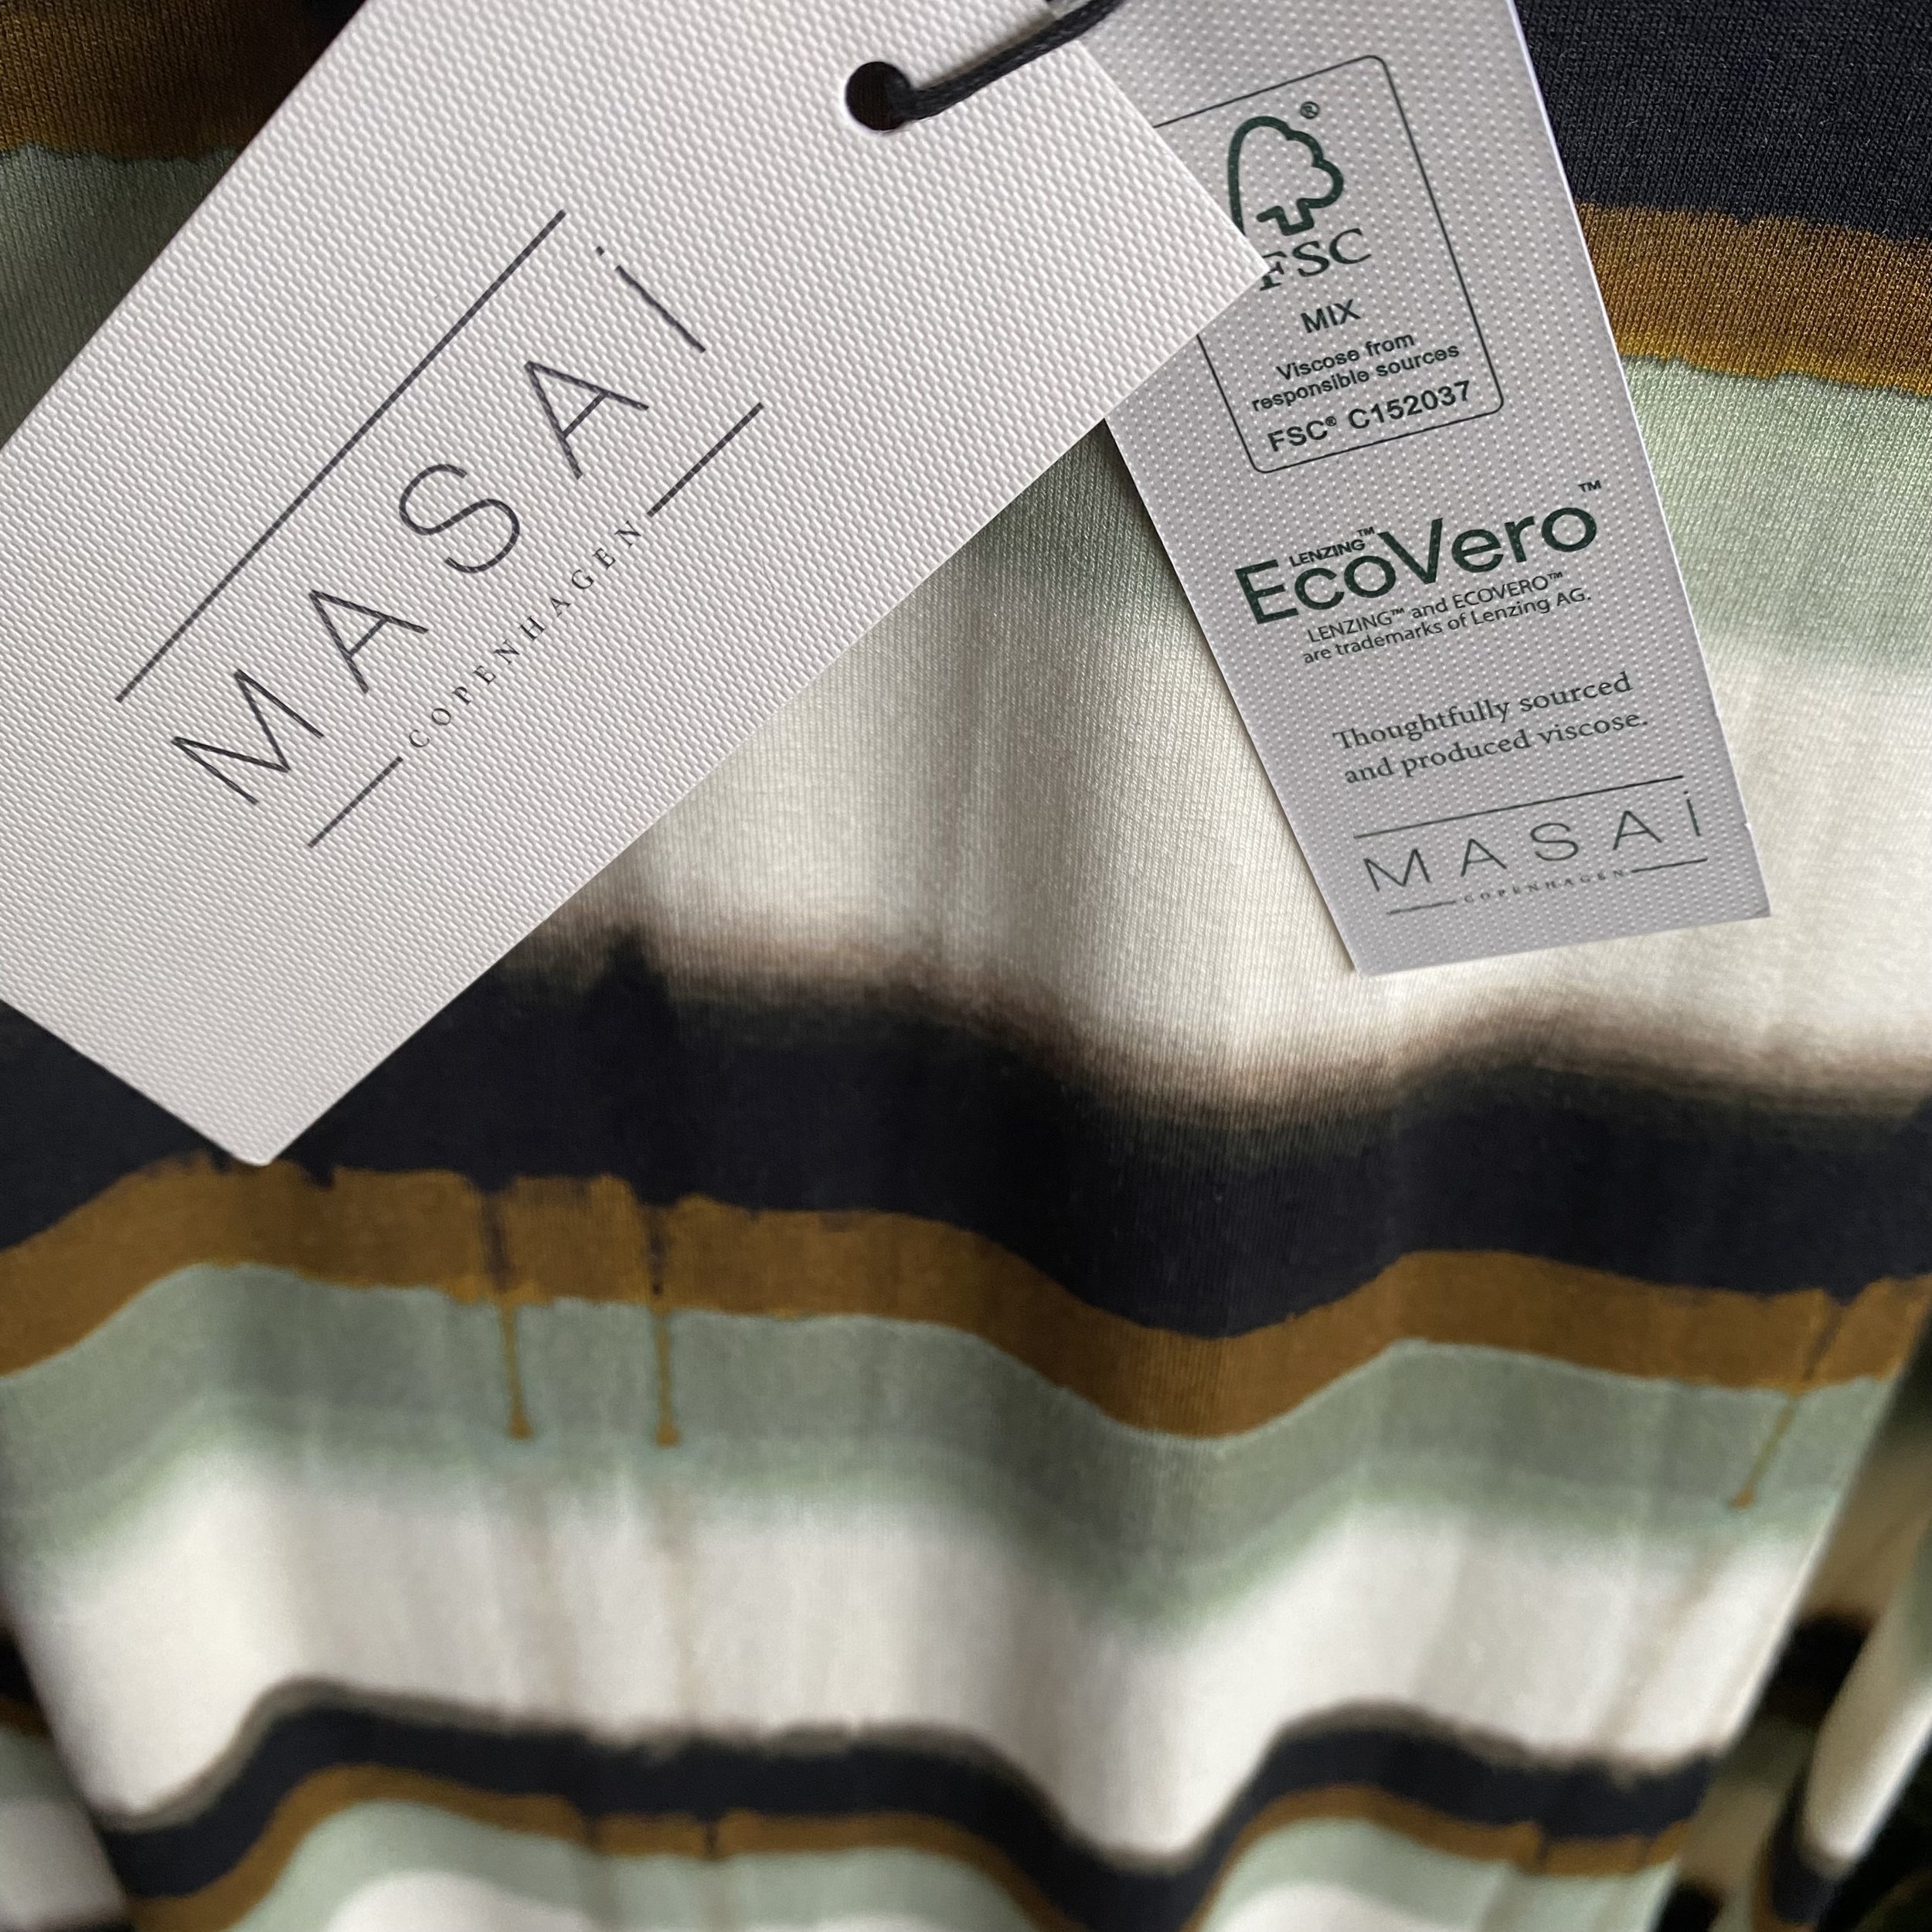 MASAi
COPENHAGEN
®
FSC
MIX
Viscose from
responsible sources
FSC® C152037
LENZING™
EcoVero™
LENZING™ and ECOVERO™
are trademarks of Lenzing AG.
Thoughtfully sourced
and produced viscose.
MASAi
COPENHAGEN